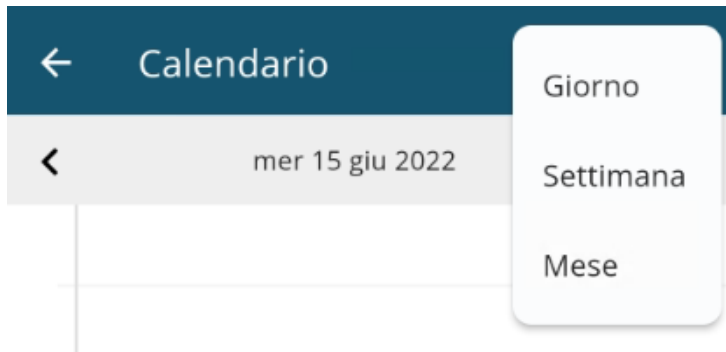 Calendario
Giorno
mer 15 giu 2022
Settimana
Mese